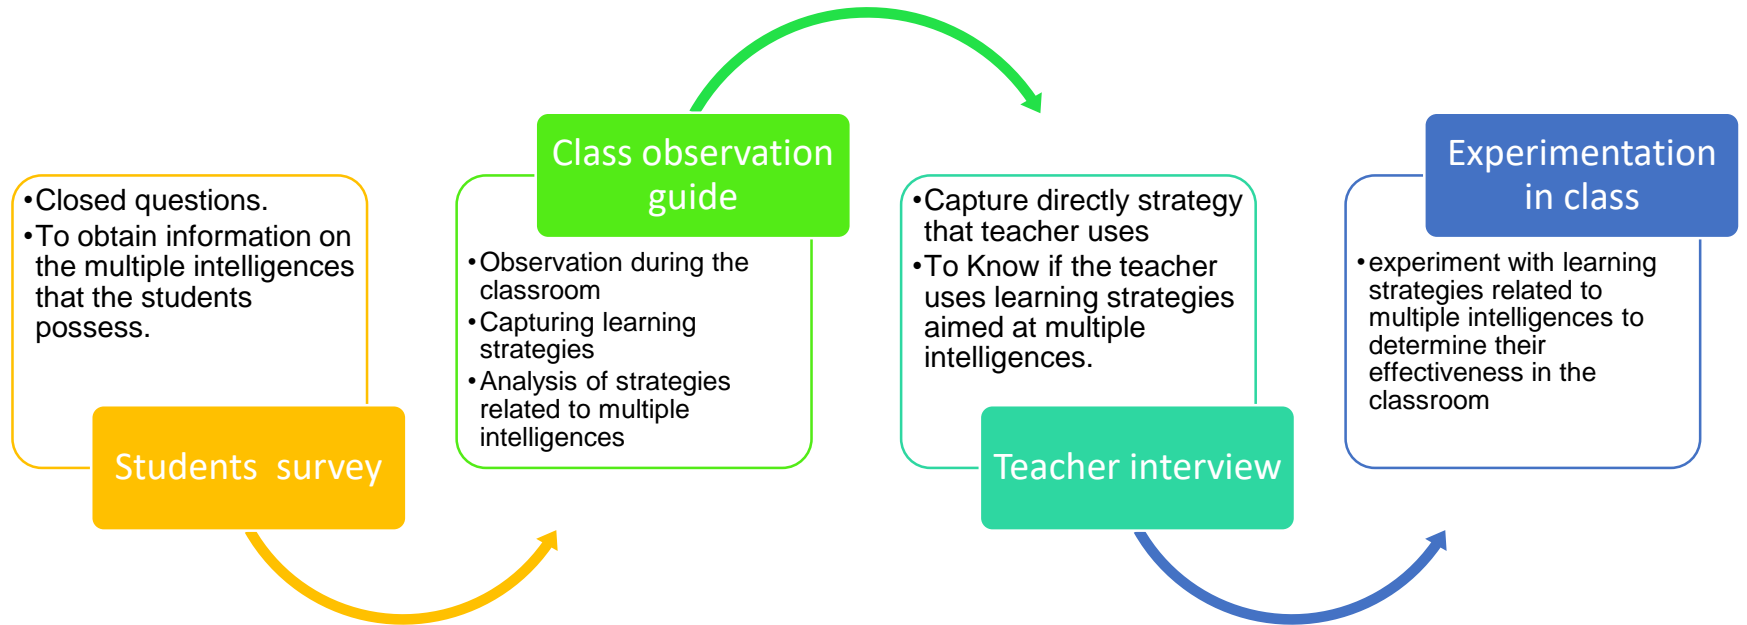 •Closed questions.
•To obtain information on
the multiple intelligences
that the students
possess.
Students survey
Class observation
guide
•Observation during the
classroom
•Capturing learning
strategies
•Analysis of strategies
related to multiple
intelligences
•Capture directly strategy
that teacher uses
•To Know if the teacher
uses learning strategies
aimed at multiple
intelligences.
Teacher interview
Experimentation
in class
•experiment with learning
strategies related to
multiple intelligences to
determine their
effectiveness in the
classroom